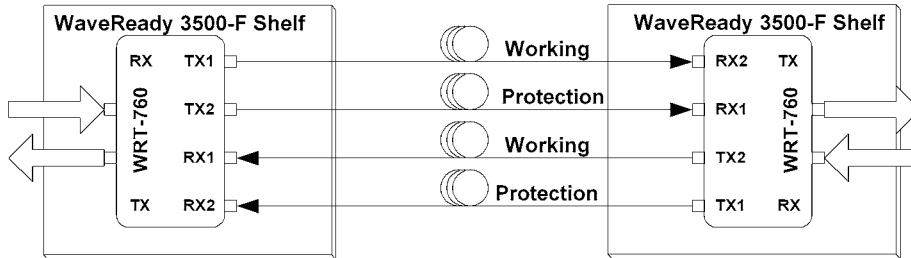 WaveReady 3500-F Shelf
RX TX1
TX2
WRT-760
RX1
TX RX2
Working
Protection
Working
Protection
WaveReady 3500-F Shelf
RX2 TX
RX1
WRT-760
TX2
TX1 RX